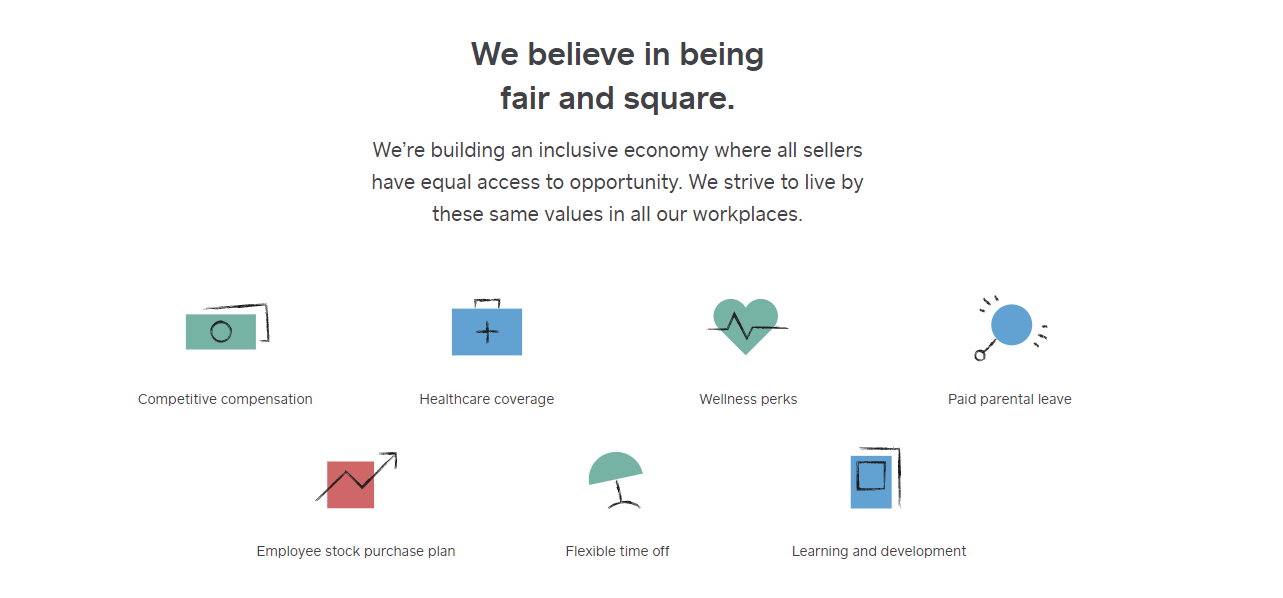 We believe in being
fair and square.
We’re building an inclusive economy where all sellers
have equal access to opportunity. We strive to live by
these same values in all our workplaces.
Competitive compensation
Healthcare coverage
Wellness perks
Paid parental leave
Employee stock purchase plan
Flexible time off
Learning and development